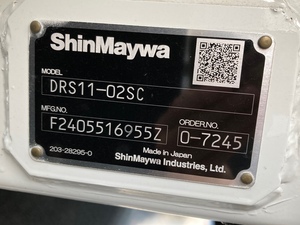 ShinMaywa
MODEL
DRS11-02SC
MFG.NO.
ORDER.NO.
F2405516955Z
O-7245
203-28295-0
Made in Japan
ShinMaywa Industries, Ltd.